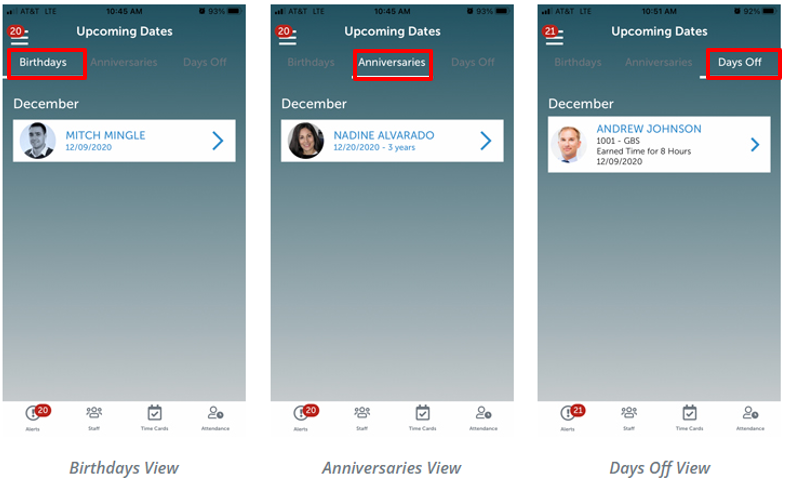 AT&T LTE 10:45 AM 93%
20
Upcoming Dates
Birthdays Anniversaries Days Off
December
MITCH MINGLE
12/09/2020
20
Alerts Staff Time Cards Attendance
Birthdays View
AT&T LTE 10:45 AM 93%
20
Upcoming Dates
Birthdays Anniversaries Days Off
December
NADINE ALVARADO
12/20/2020 - 3 years
20
Alerts Staff Time Cards Attendance
Anniversaries View
AT&T LTE 10:51 AM 92%
21
Upcoming Dates
Birthdays Anniversaries Days Off
December
ANDREW JOHNSON
1001 - GBS
Earned Time for 8 Hours
12/09/2020
21
Alerts Staff Time Cards Attendance
Days Off View